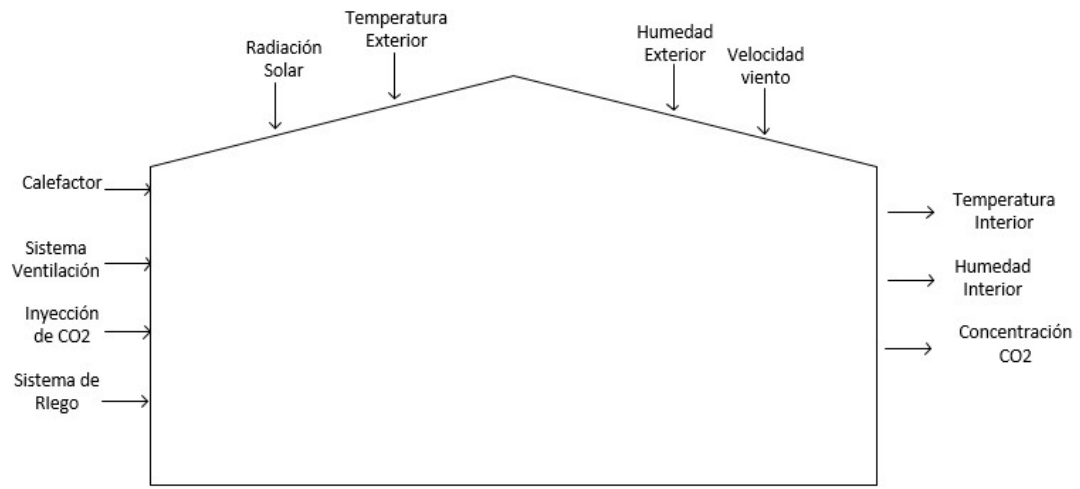 Temperatura
Exterior
Radiación
Solar
Humedad
Exterior
Velocidad
viento
Calefactor
Sistema
Ventilación
Inyección
de CO2
Sistema de
RIego
Temperatura
Interior
Humedad
Interior
Concentración
CO2